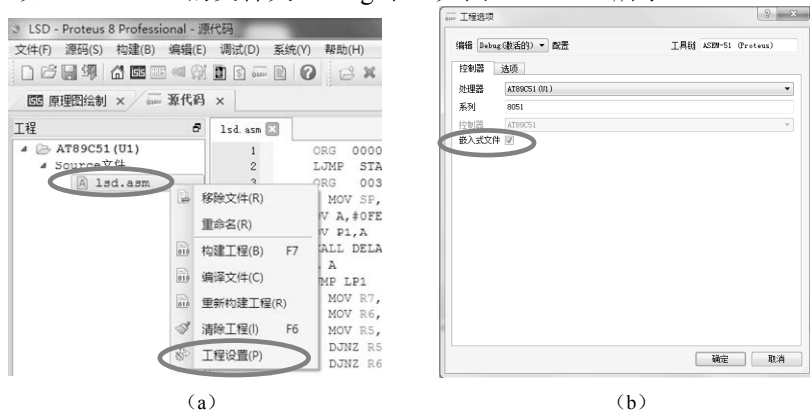 LSD - Proteus 8 Professional - 源代码
文件(F) 源码(S) 构建(B) 编辑(E) 调试(D) 系统(Y) 帮助(H)
原理图绘制 × 源代码 ×
工程
lsd.asm
AT89C51(U1)
Source文件
lsd.asm
1 ORG 0000
2 LJMP STA
3 ORG 003
MOV SP,
V A,#0FE
V P1,A
CALL DELA
A
MP LP1
MOV R7,
MOV R6,
MOV R5,
DJNZ R5
DJNZ R6
移除文件(R)
重命名(R)
构建工程(B) F7
编译文件(C)
重新构建工程(R)
清除工程(I) F6
工程设置(P)
(a)
工程选项
编辑 Debug(激活的) 配置 工具链 ASEM-51 (Proteus)
控制器 选项
处理器 AT89C51(U1)
系列 8051
控制器 AT89C51
嵌入式文件
确定 取消
(b)